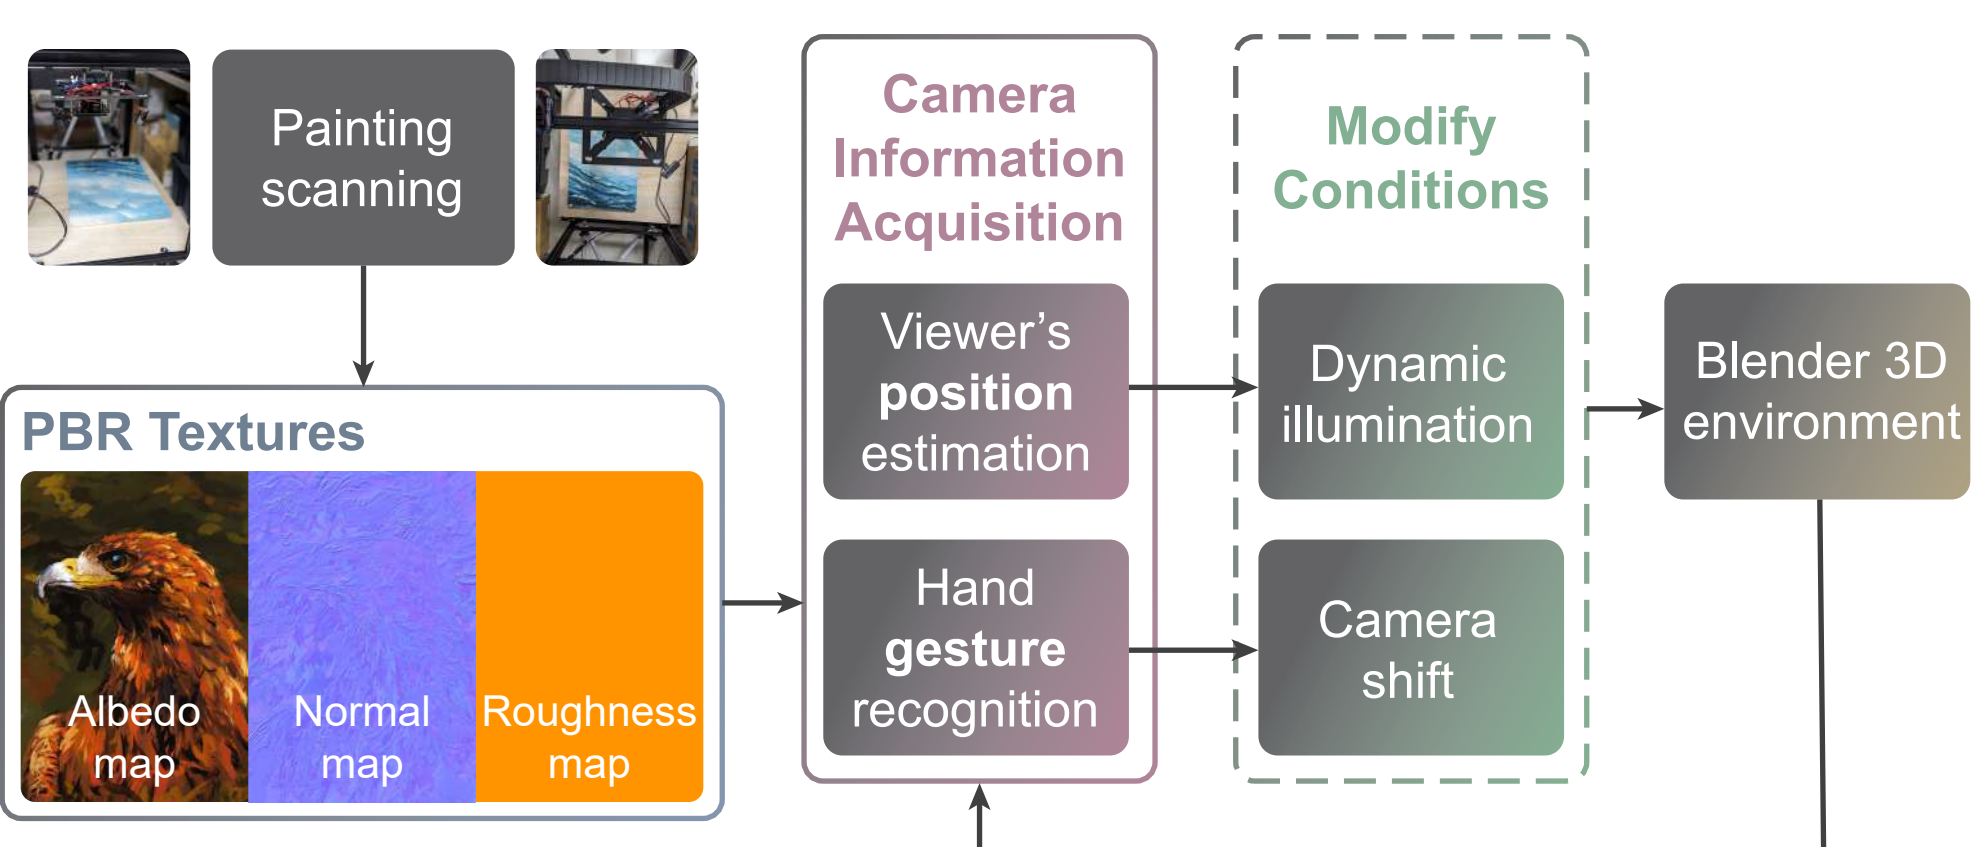 Painting
scanning
PBR Textures
Albedo
map
Normal
map
Roughness
map
Camera
Information
Acquisition
Viewer’s
position
estimation
Hand
gesture
recognition
Modify
Conditions
Dynamic
illumination
Camera
shift
Blender 3D
environment